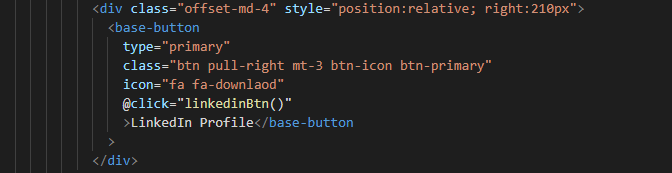 <div class="offset-md-4" style="position:relative; right:210px">
<base-button
type="primary"
class="btn pull-right mt-3 btn-icon btn-primary"
icon="fa fa-downlaod"
@click="linkedinBtn()"
>LinkedIn Profile</base-button
>
</div>